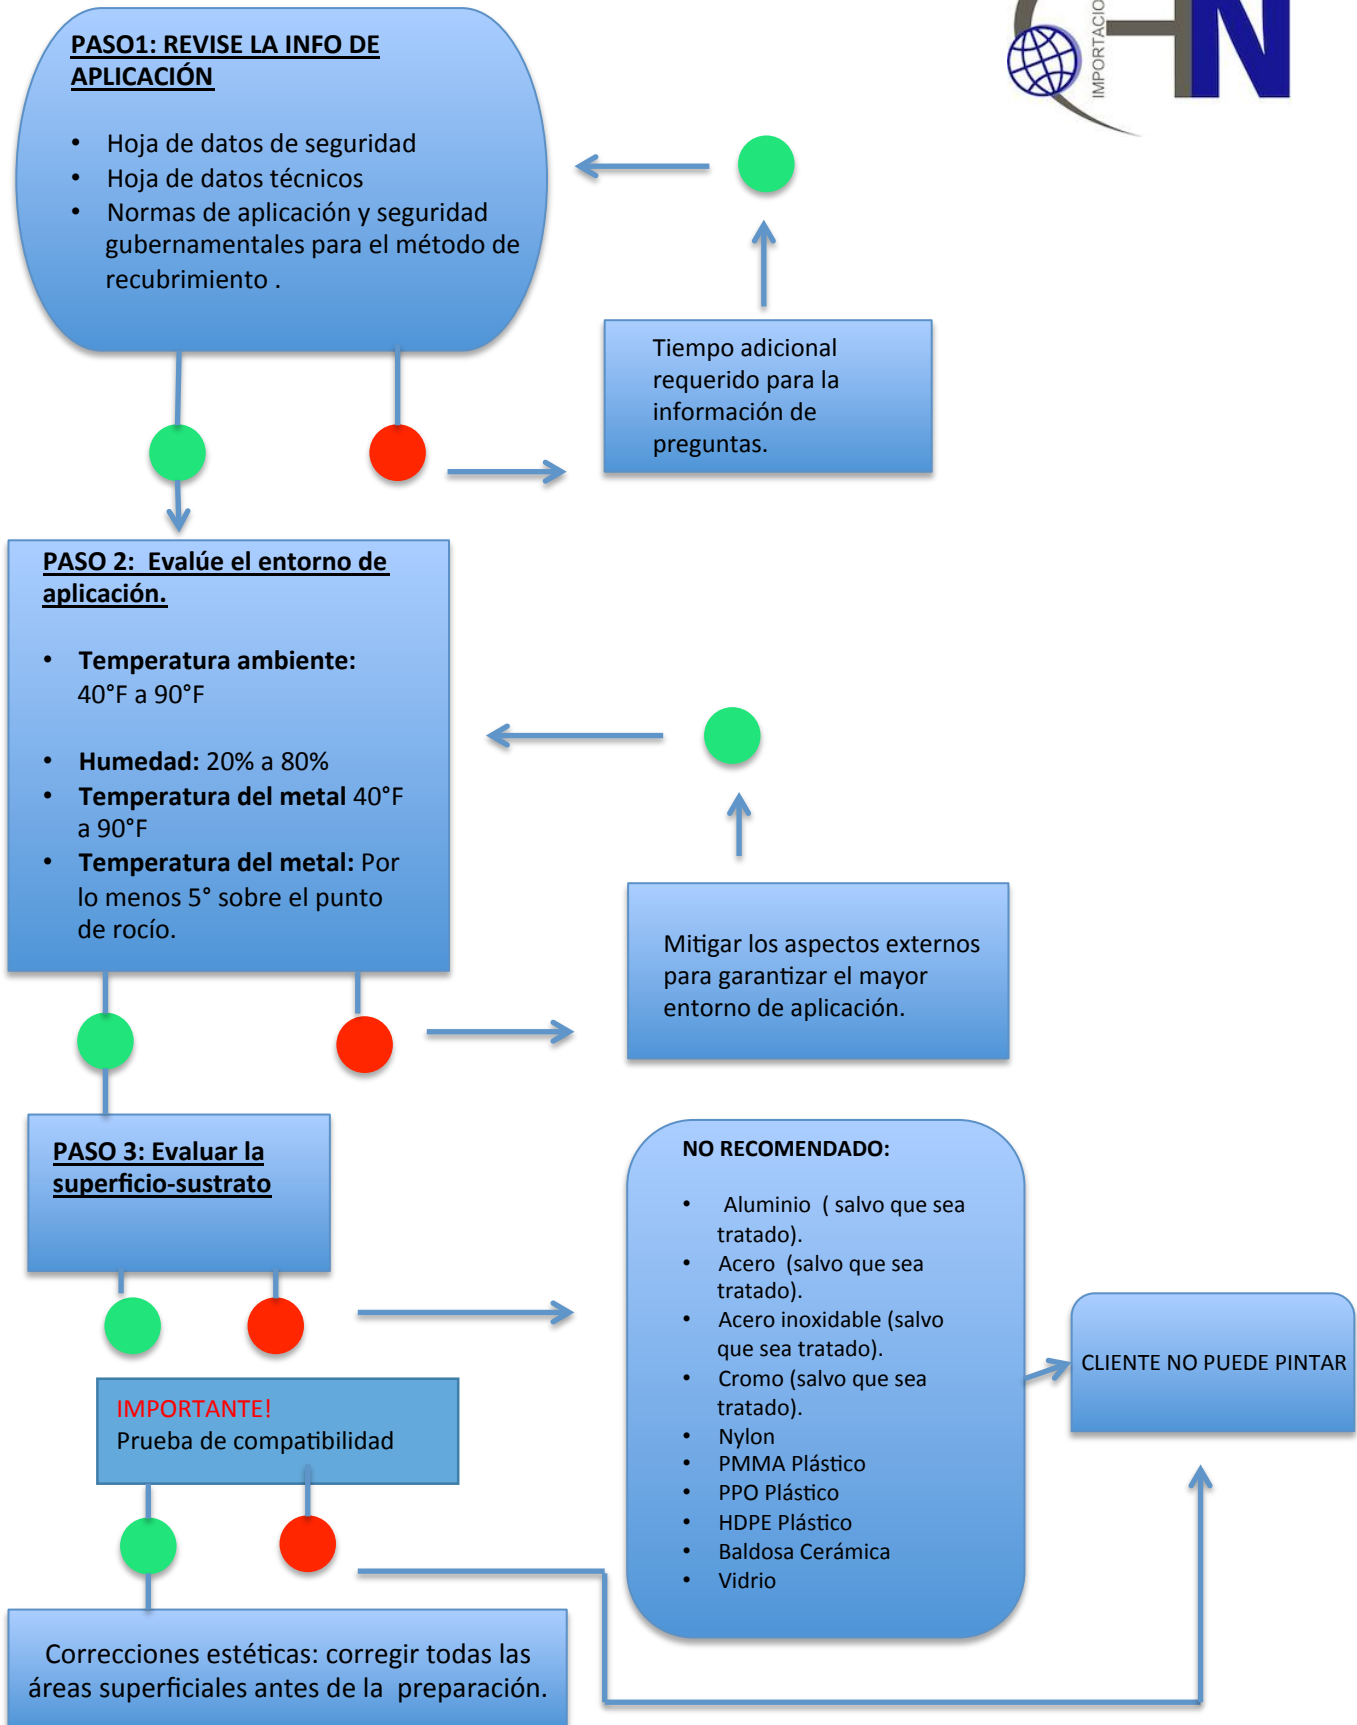 IMPORTACIO
N
PASO1: REVISE LA INFO DE
APLICACIÓN
• Hoja de datos de seguridad
• Hoja de datos técnicos
• Normas de aplicación y seguridad
gubernamentales para el método de
recubrimiento .
Tiempo adicional
requerido para la
información de
preguntas.
PASO 2:  Evalúe el entorno de
aplicación.
• Temperatura ambiente:
40°F a 90°F
• Humedad: 20% a 80%
• Temperatura del metal 40°F
a 90°F
• Temperatura del metal: Por
lo menos 5° sobre el punto
de rocío.
Mitigar los aspectos externos
para garantizar el mayor
entorno de aplicación.
PASO 3: Evaluar la
superficio-sustrato
NO RECOMENDADO:
• Aluminio  ( salvo que sea
tratado).
• Acero  (salvo que sea
tratado).
• Acero inoxidable (salvo
que sea tratado).
• Cromo (salvo que sea
tratado).
• Nylon
• PMMA Plástico
• PPO Plástico
• HDPE Plástico
• Baldosa Cerámica
• Vidrio
CLIENTE NO PUEDE PINTAR
IMPORTANTE!
Prueba de compatibilidad
Correcciones estéticas: corregir todas las
áreas superficiales antes de la  preparación.